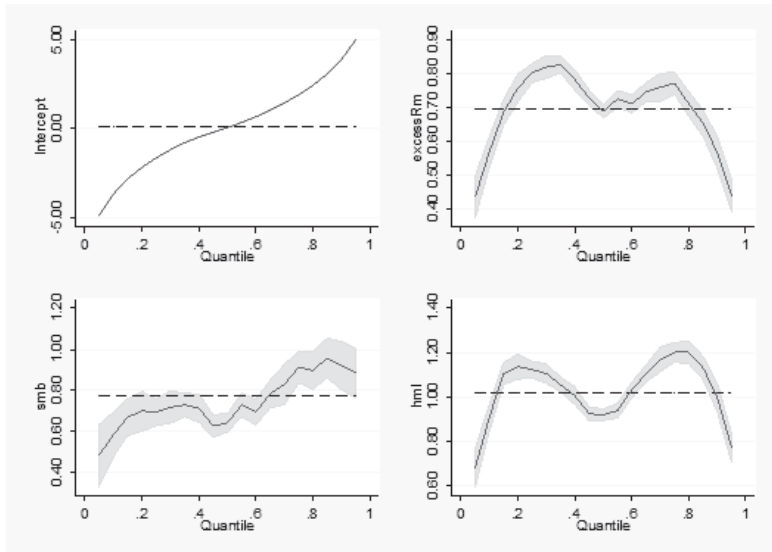 Intercept
-5.00 0.00 5.00
0 .2 .4 .6 .8 1
Quantile
excessRm
0.40 0.50 0.60 0.70 0.80 0.90
0 .2 .4 .6 .8 1
Quantile
smb
0.40 0.60 0.80 1.00 1.20
0 .2 .4 .6 .8 1
Quantile
hml
0.60 0.80 1.00 1.20 1.40
0 .2 .4 .6 .8 1
Quantile